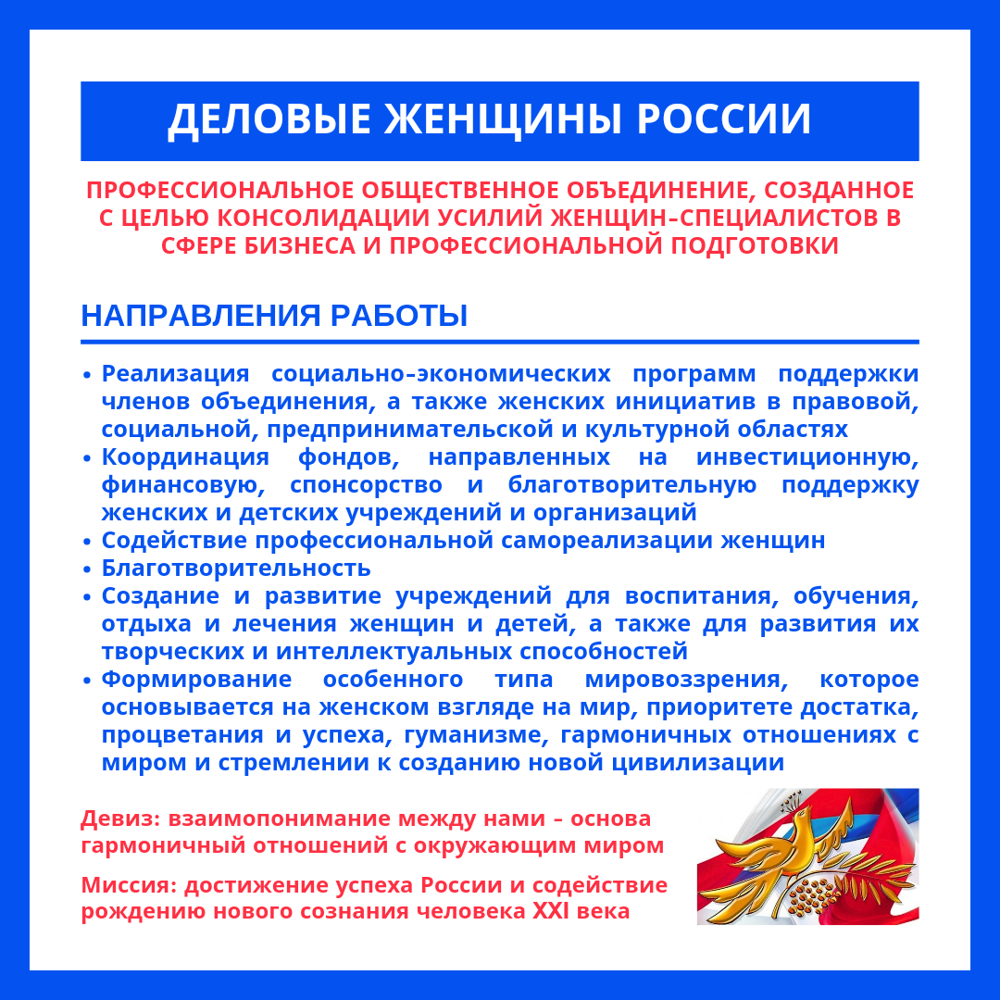 ДЕЛОВЫЕ ЖЕНЩИНЫ РОССИИ
ПРОФЕССИОНАЛЬНОЕ ОБЩЕСТВЕННОЕ ОБЪЕДИНЕНИЕ, СОЗДАННОЕ
С ЦЕЛЬЮ КОНСОЛИДАЦИИ УСИЛИЙ ЖЕНЩИН-СПЕЦИАЛИСТОВ В
СФЕРЕ БИЗНЕСА И ПРОФЕССИОНАЛЬНОЙ ПОДГОТОВКИ
НАПРАВЛЕНИЯ РАБОТЫ
• Реализация социально-экономических программ поддержки
членов объединения, а также женских инициатив в правовой,
социальной, предпринимательской и культурной областях
• Координация фондов, направленных на инвестиционную,
финансовую, спонсорство и благотворительную поддержку
женских и детских учреждений и организаций
• Содействие профессиональной самореализации женщин
• Благотворительность
• Создание и развитие учреждений для воспитания, обучения,
отдыха и лечения женщин и детей, а также для развития их
творческих и интеллектуальных способностей
• Формирование особенного типа мировоззрения, которое
основывается на женском взгляде на мир, приоритете достатка,
процветания и успеха, гуманизме, гармоничных отношениях с
миром и стремлении к созданию новой цивилизации
Девиз: взаимопонимание между нами - основа
гармоничный отношений с окружающим миром
Миссия: достижение успеха России и содействие
рождению нового сознания человека XXI века